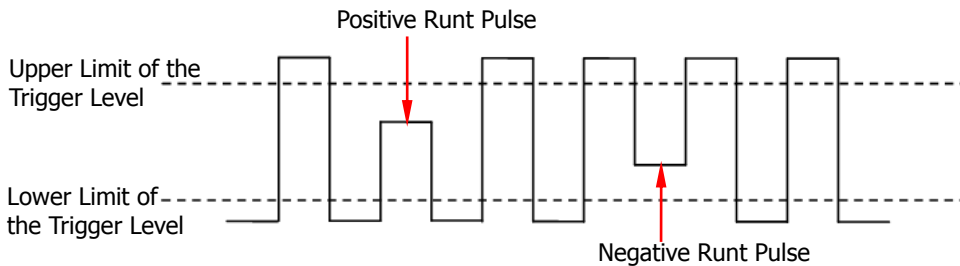 Positive Runt Pulse
Upper Limit of the
Trigger Level
Lower Limit of
the Trigger Level
Negative Runt Pulse